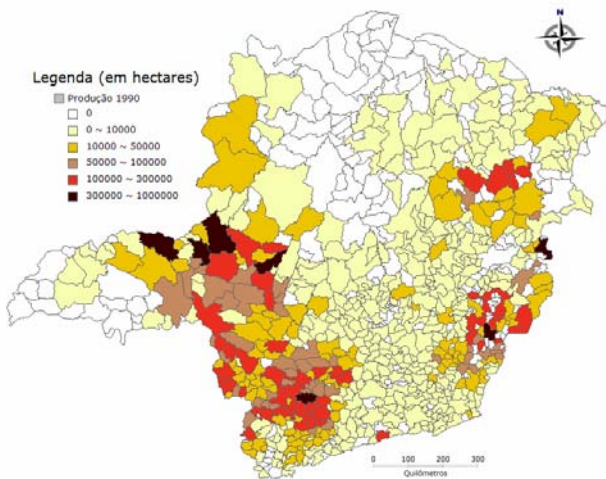 N
Legenda (em hectares)
Produção 1990
0
0 ~ 10000
10000 ~ 50000
50000 ~ 100000
100000 ~ 300000
300000 ~ 1000000
0 100 200 300
Quilômetros